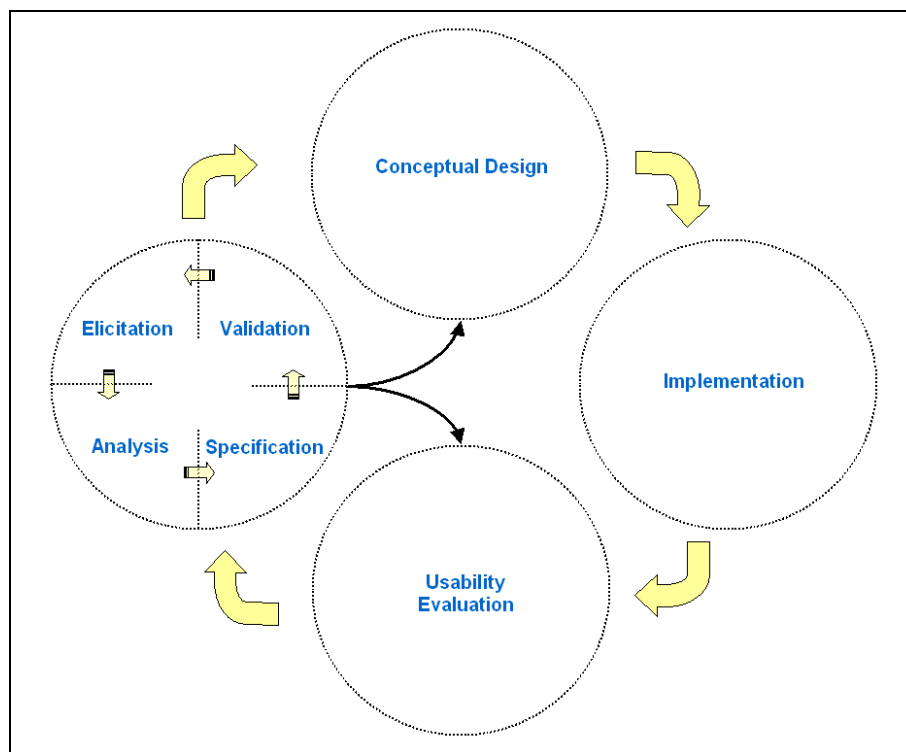 Conceptual Design
Elicitation
Validation
Implementation
Analysis
Specification
Usability
Evaluation